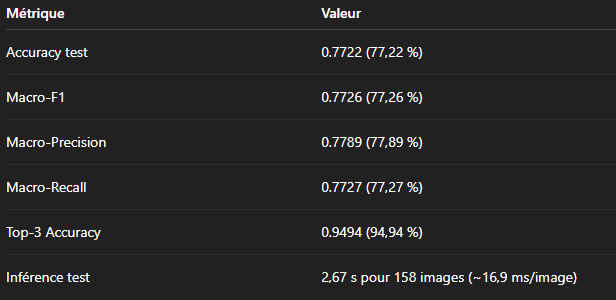 Métrique Valeur
Accuracy test 0.7722 (77,22 %)
Macro-F1 0.7726 (77,26 %)
Macro-Precision 0.7789 (77,89 %)
Macro-Recall 0.7727 (77,27 %)
Top-3 Accuracy 0.9494 (94,94 %)
Inférence test 2,67 s pour 158 images (~16,9 ms/image)